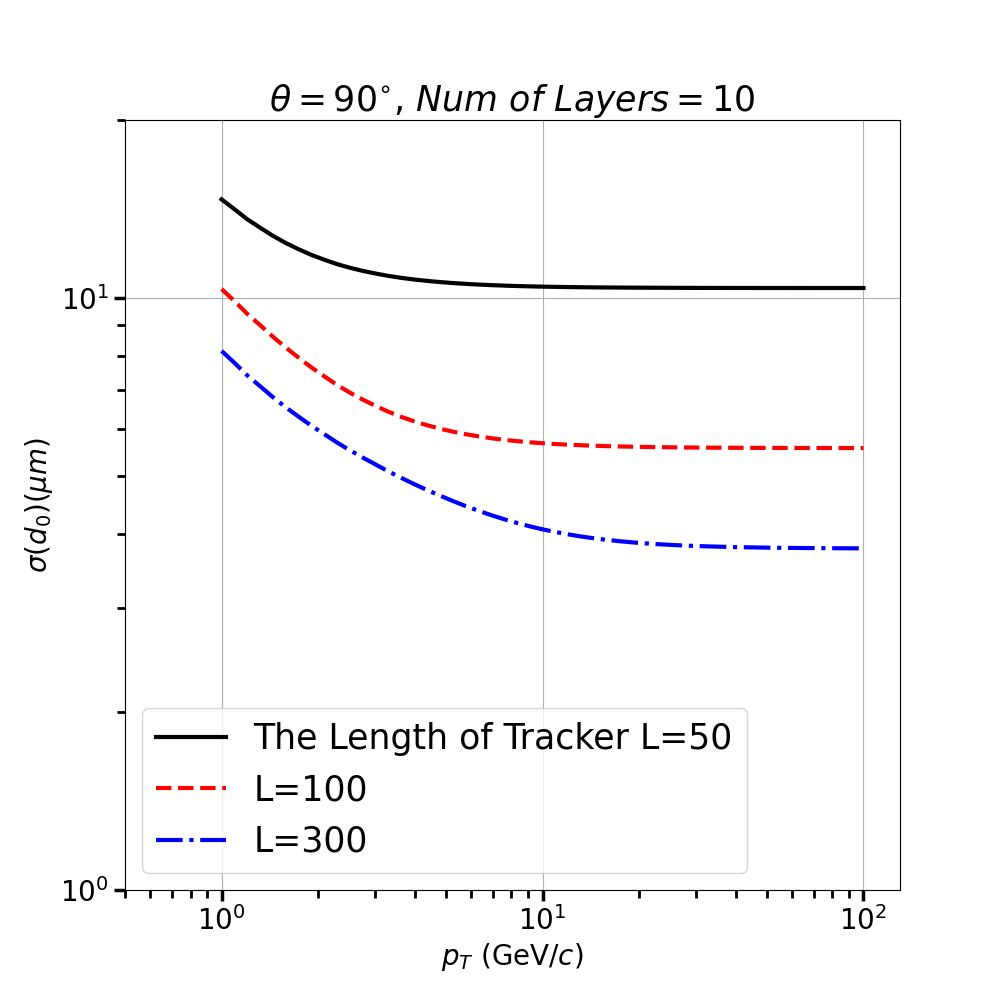 θ = 90°, Num of Layers = 10
σ(d₀)(μm)
10¹
10⁰
The Length of Tracker L=50
L=100
L=300
10⁰ 10¹ 10²
p_T (GeV/c)